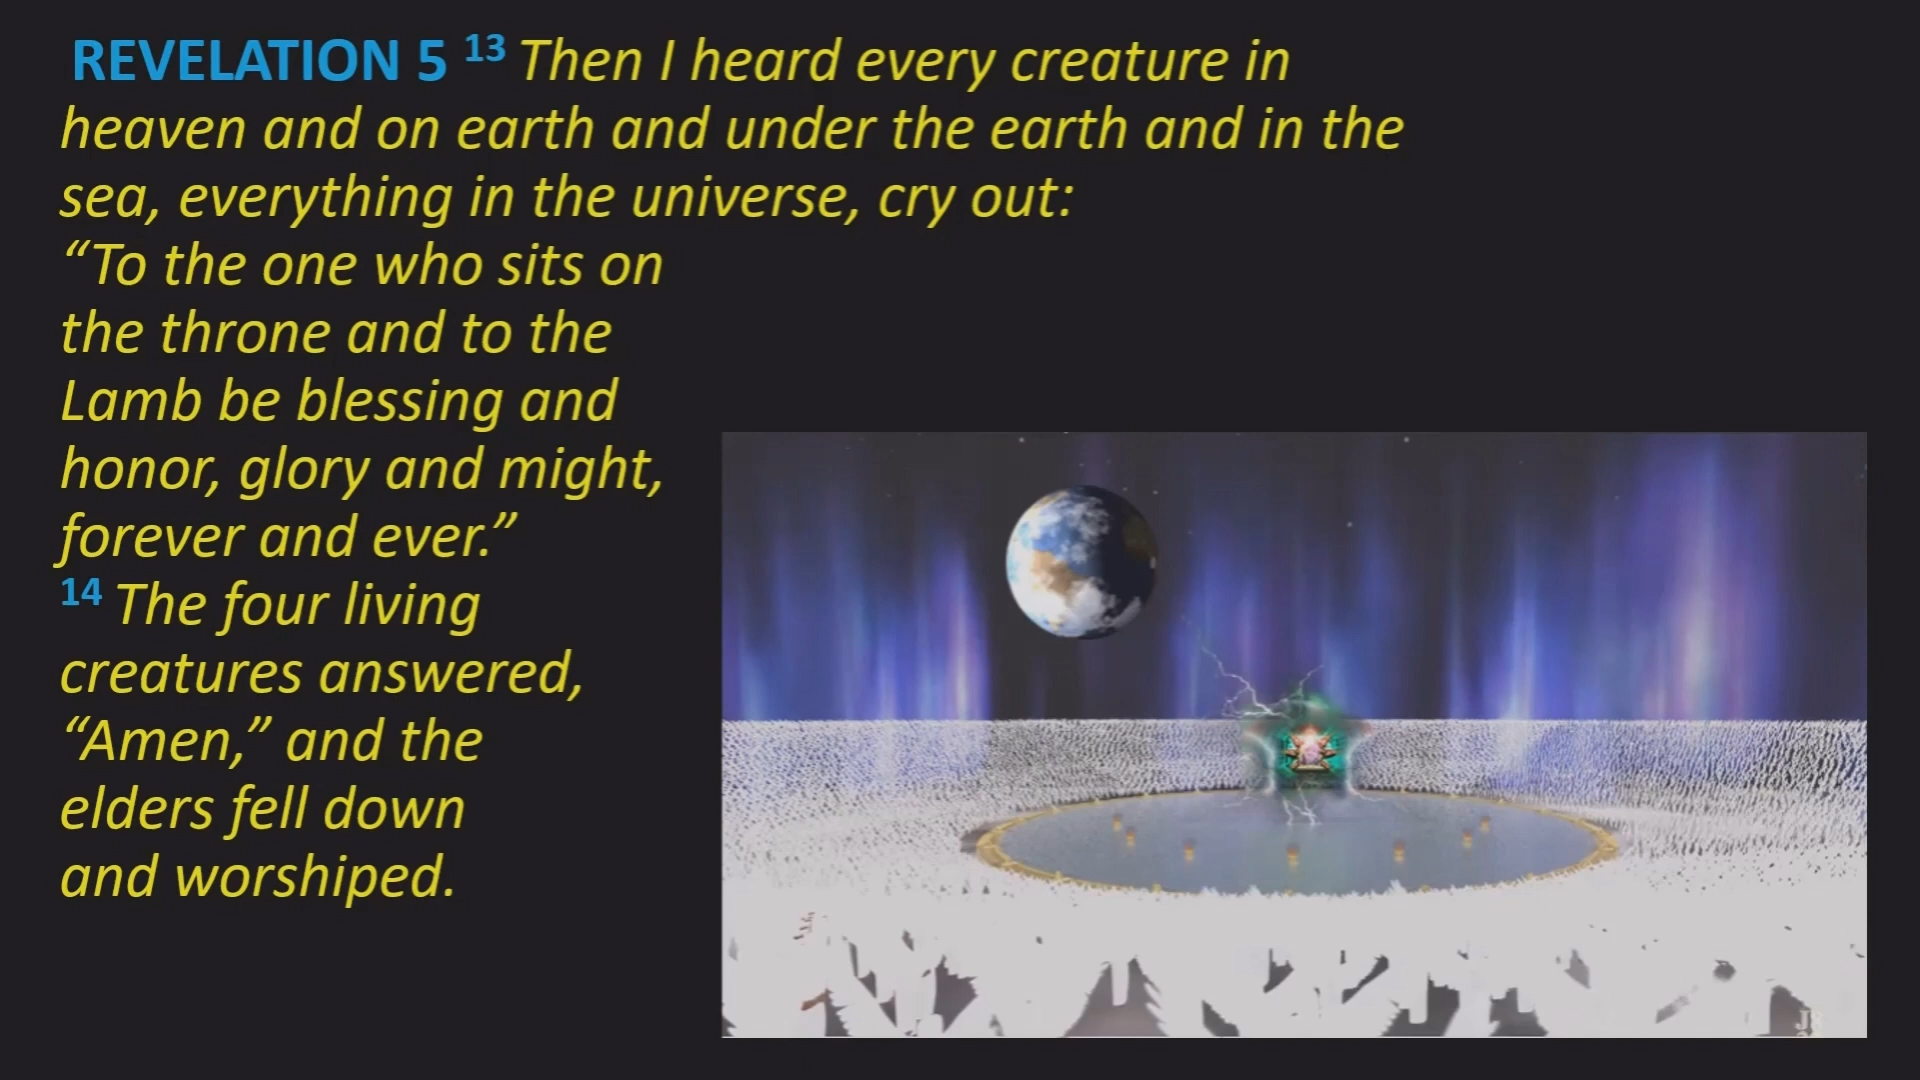 REVELATION 5 13 Then I heard every creature in
heaven and on earth and under the earth and in the
sea, everything in the universe, cry out:
“To the one who sits on
the throne and to the
Lamb be blessing and
honor, glory and might,
forever and ever.”
14 The four living
creatures answered,
“Amen,” and the
elders fell down
and worshiped.